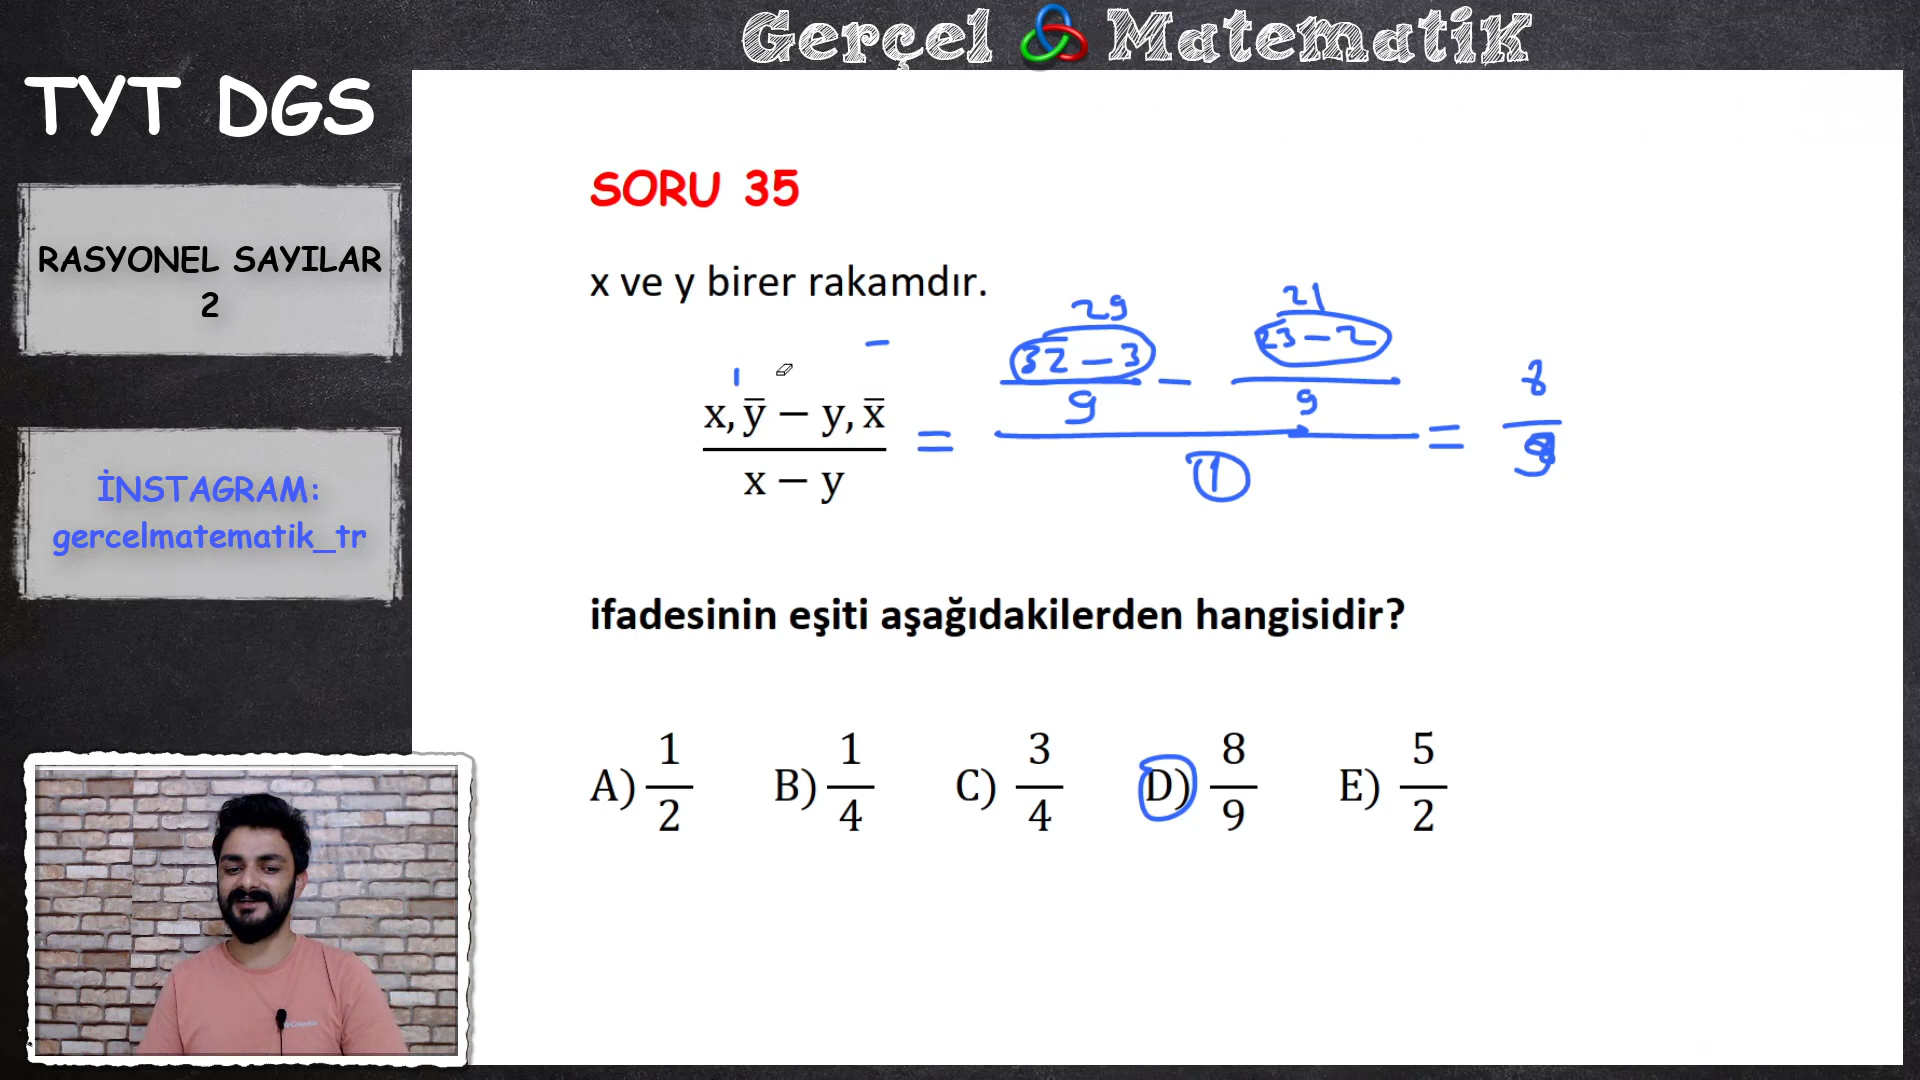 Gerçel Matematik
TYT DGS
RASYONEL SAYILAR
2
İNSTAGRAM:
gercelmatematik_tr
SORU 35
x ve y birer rakamdır.
x,y̅ − y,x̅
x − y
=
29
32 − 3
9
−
21
23 − 2
9
1
=
8
9
ifadesinin eşiti aşağıdakilerden hangisidir?
A) 1/2 B) 1/4 C) 3/4 D) 8/9 E) 5/2
Columbia